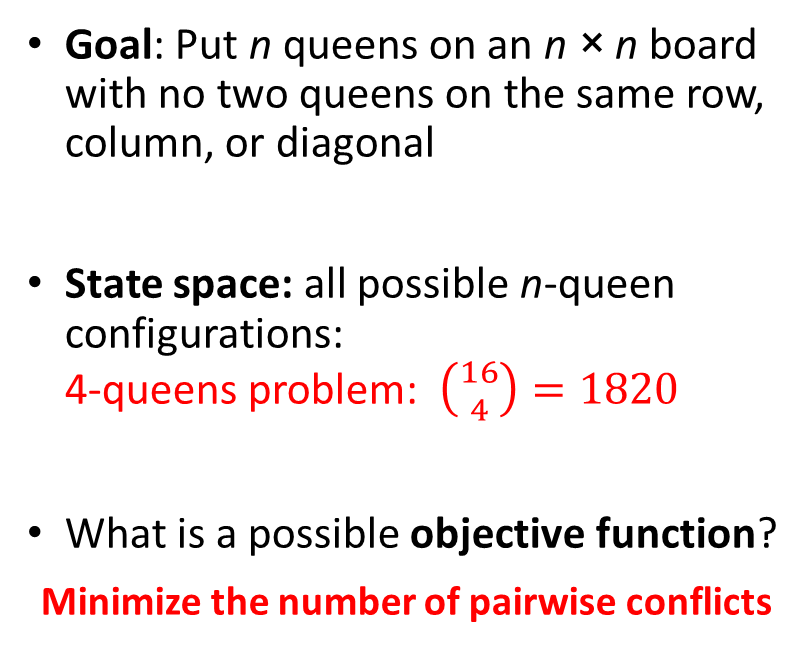 • Goal: Put n queens on an n × n board
with no two queens on the same row,
column, or diagonal
• State space: all possible n-queen
configurations:
4-queens problem: (16 4) = 1820
• What is a possible objective function?
Minimize the number of pairwise conflicts